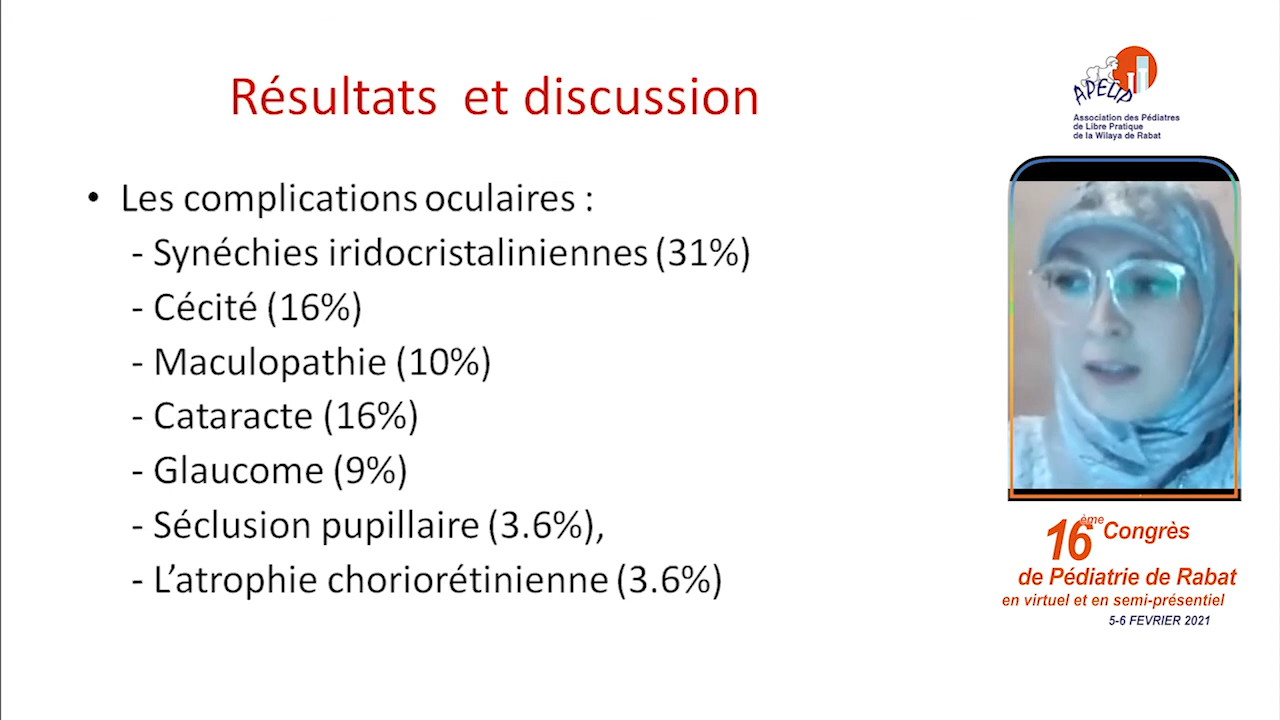 Résultats et discussion
• Les complications oculaires :
- Synéchies iridocristaliniennes (31%)
- Cécité (16%)
- Maculopathie (10%)
- Cataracte (16%)
- Glaucome (9%)
- Séclusion pupillaire (3.6%),
- L’atrophie choriorétinienne (3.6%)
APELIP
Association des Pédiatres
de Libre Pratique
de la Wilaya de Rabat
16ème Congrès
de Pédiatrie de Rabat
en virtuel et en semi-présentiel
5-6 FEVRIER 2021